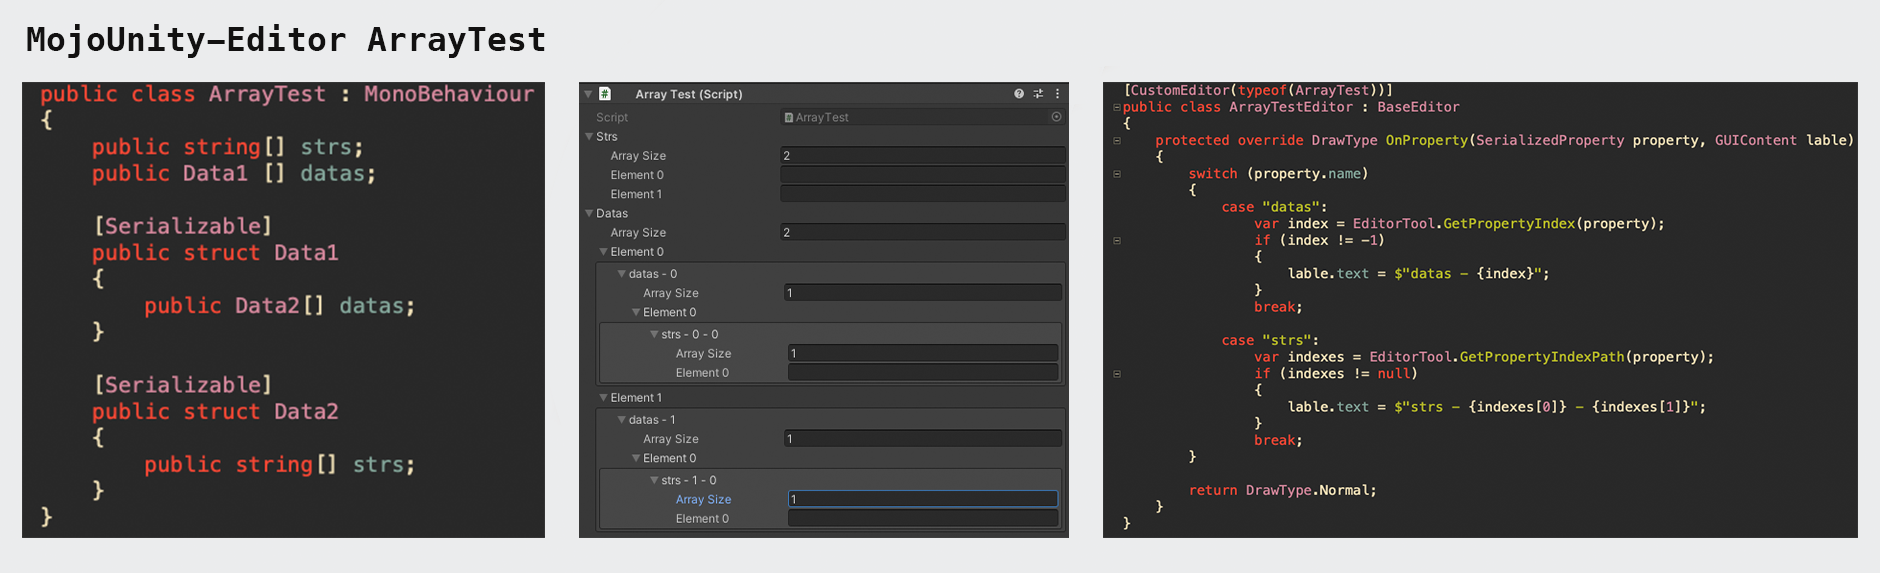 MojoUnity-Editor ArrayTest
public class ArrayTest : MonoBehaviour
{
public string[] strs;
public Data1 [] datas;
[Serializable]
public struct Data1
{
public Data2[] datas;
}
[Serializable]
public struct Data2
{
public string[] strs;
}
}
# Array Test (Script)
Script ArrayTest
Strs
Array Size 2
Element 0
Element 1
Datas
Array Size 2
Element 0
datas - 0
Array Size 1
Element 0
strs - 0 - 0
Array Size 1
Element 0
Element 1
datas - 1
Array Size 1
Element 0
strs - 1 - 0
Array Size 1
Element 0
[CustomEditor(typeof(ArrayTest))]
public class ArrayTestEditor : BaseEditor
{
protected override DrawType OnProperty(SerializedProperty property, GUIContent lable)
{
switch (property.name)
{
case "datas":
var index = EditorTool.GetPropertyIndex(property);
if (index != -1)
{
lable.text = $"datas - {index}";
}
break;
case "strs":
var indexes = EditorTool.GetPropertyIndexPath(property);
if (indexes != null)
{
lable.text = $"strs - {indexes[0]} - {indexes[1]}";
}
break;
}
return DrawType.Normal;
}
}